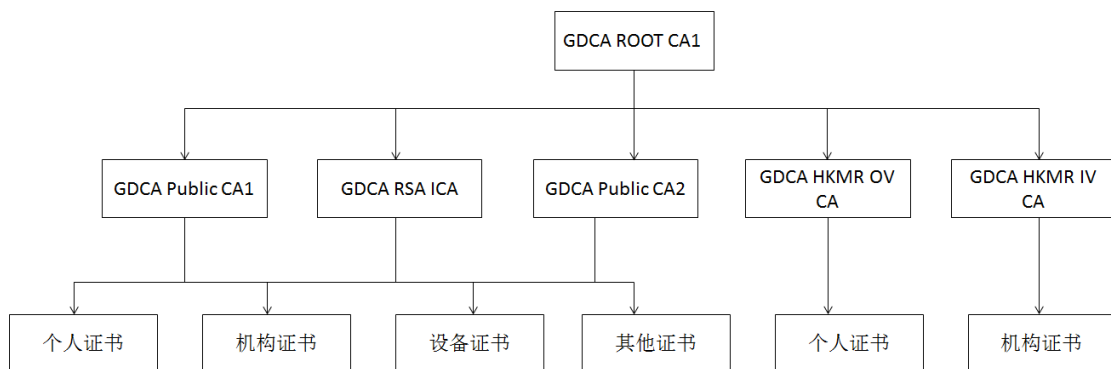 GDCA ROOT CA1
GDCA Public CA1
GDCA RSA ICA
GDCA Public CA2
GDCA HKMR OV
CA
GDCA HKMR IV
CA
个人证书
机构证书
设备证书
其他证书
个人证书
机构证书